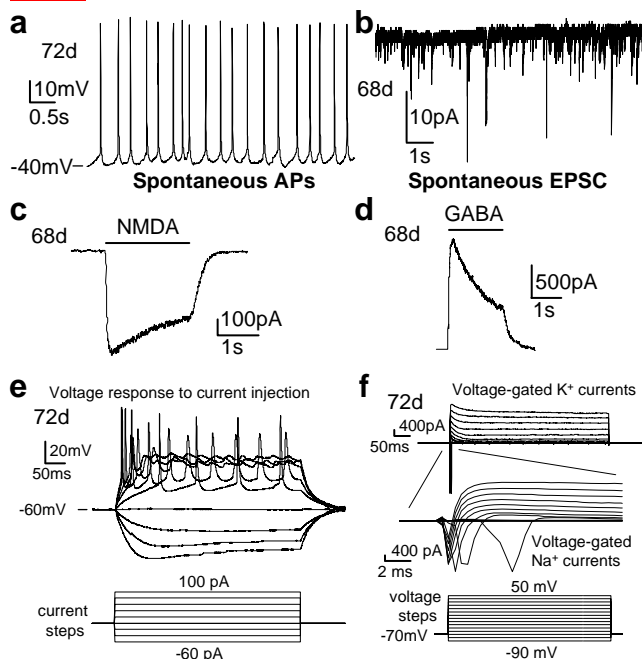 a
72d
10mV
0.5s
-40mV
Spontaneous APs
b
68d
10pA
1s
Spontaneous EPSC
c
68d
NMDA
100pA
1s
d
68d
GABA
500pA
1s
e
Voltage response to current injection
72d
20mV
50ms
-60mV
100 pA
current
steps
-60 pA
f
Voltage-gated K⁺ currents
72d
400pA
50ms
400 pA
2 ms
Voltage-gated
Na⁺ currents
50 mV
voltage
steps
-70mV
-90 mV